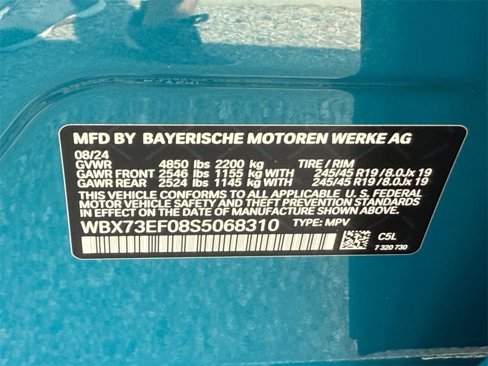 MFD BY BAYERISCHE MOTOREN WERKE AG
08/24
GVWR 4850 lbs 2200 kg TIRE / RIM
GAWR FRONT 2546 lbs 1155 kg WITH 245/45 R19 / 8.0Jx 19
GAWR REAR 2524 lbs 1145 kg WITH 245/45 R19 / 8.0Jx 19
THIS VEHICLE CONFORMS TO ALL APPLICABLE U.S. FEDERAL
MOTOR VEHICLE SAFETY AND THEFT PREVENTION
STANDARDS IN EFFECT ON THE DATE OF MANUFACTURE SHOWN ABOVE.
WBX73EF08S5068310 TYPE: MPV
C5L
7 320 730